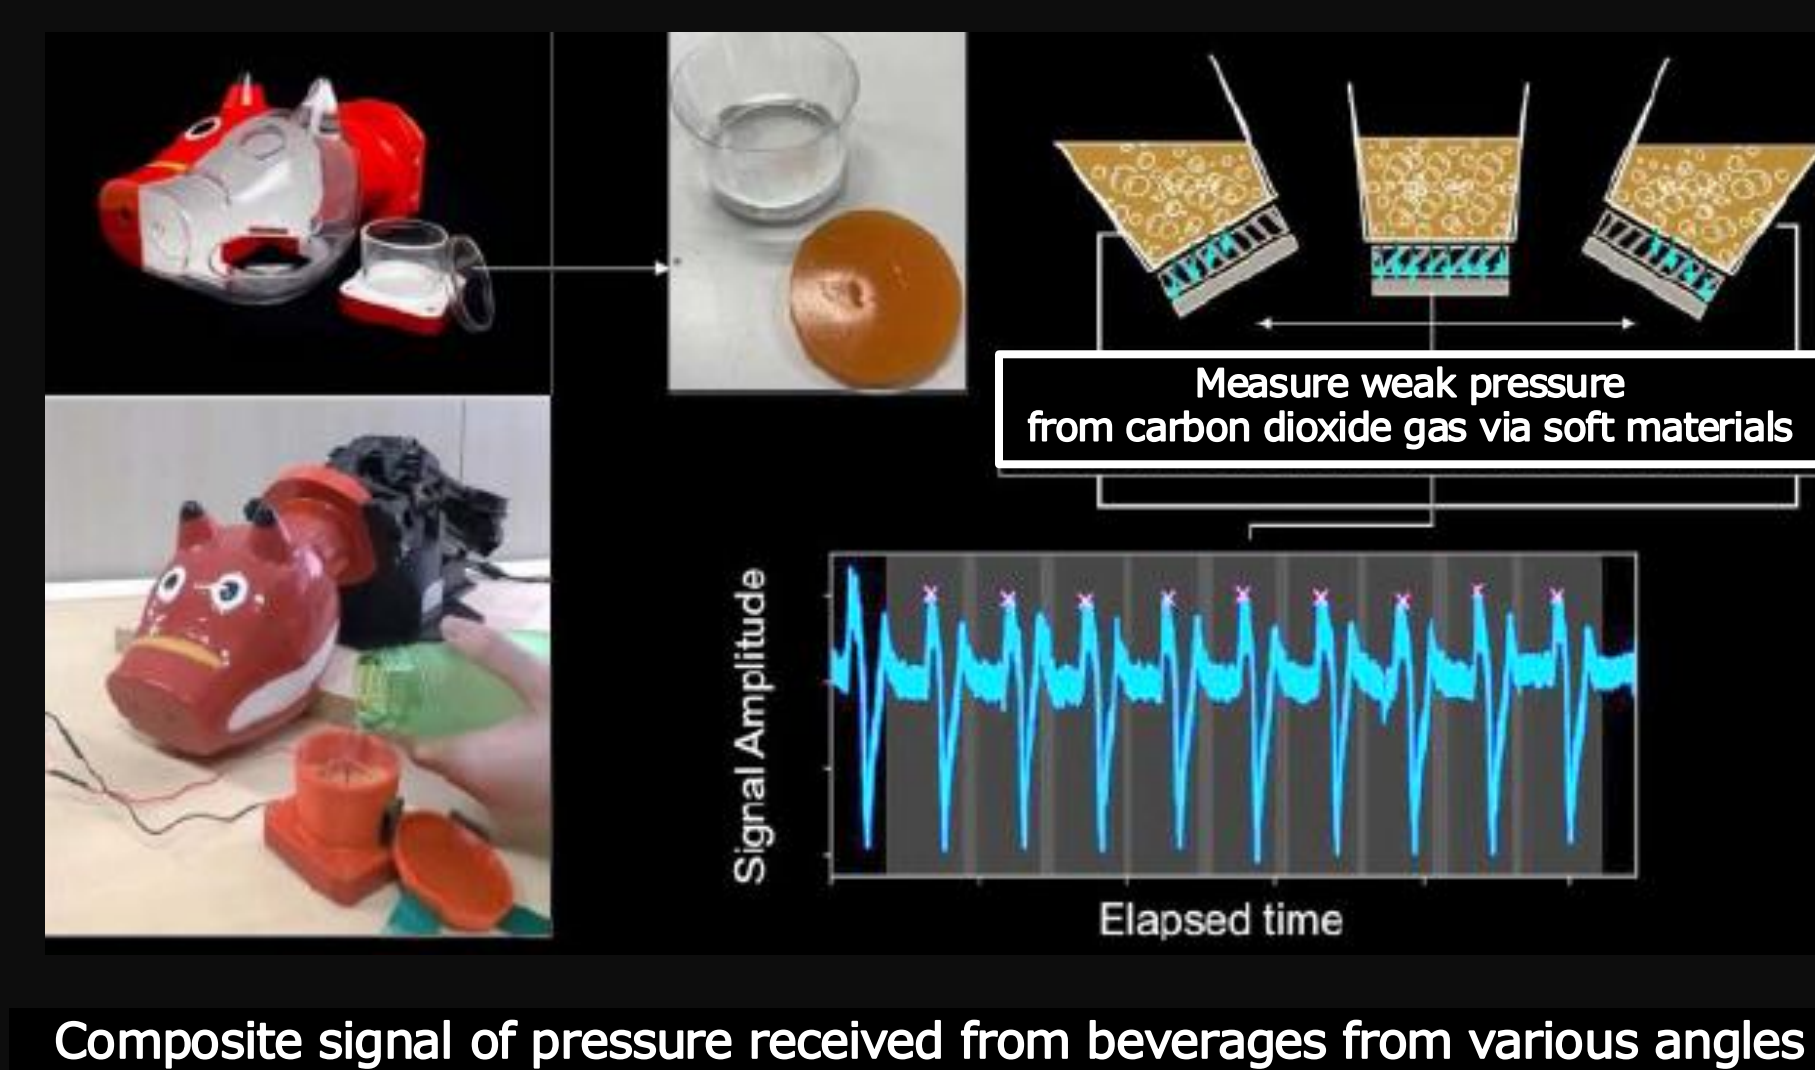 Measure weak pressure
from carbon dioxide gas via soft materials
Signal Amplitude
Elapsed time
Composite signal of pressure received from beverages from various angles